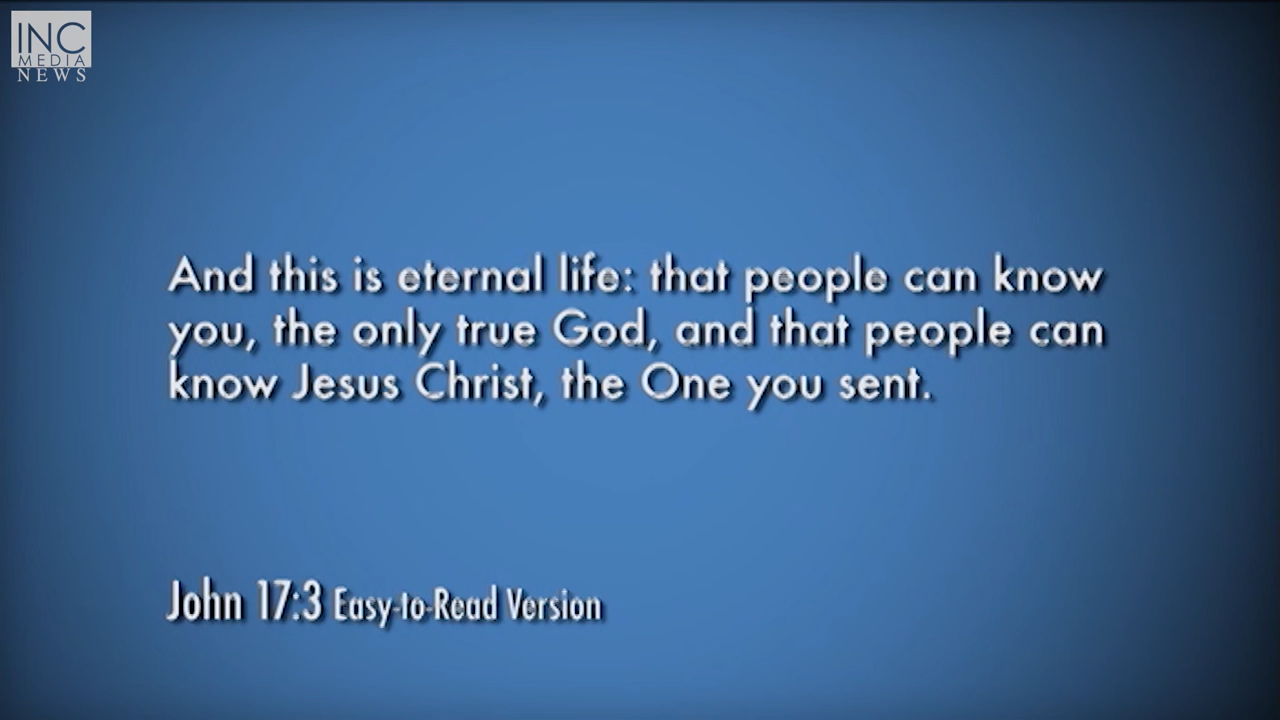 INC
MEDIA
NEWS
And this is eternal life: that people can know
you, the only true God, and that people can
know Jesus Christ, the One you sent.
John 17:3 Easy-to-Read Version